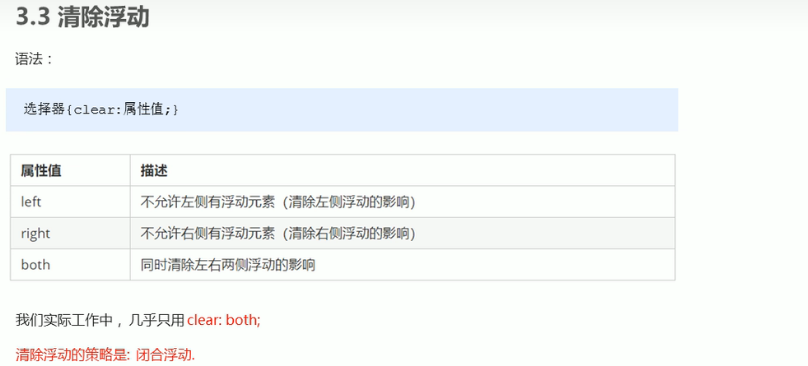 3.3 清除浮动
语法：
选择器{clear:属性值;}
属性值 描述
left 不允许左侧有浮动元素（清除左侧浮动的影响）
right 不允许右侧有浮动元素（清除右侧浮动的影响）
both 同时清除左右两侧浮动的影响
我们实际工作中，几乎只用 clear: both;
清除浮动的策略是: 闭合浮动.